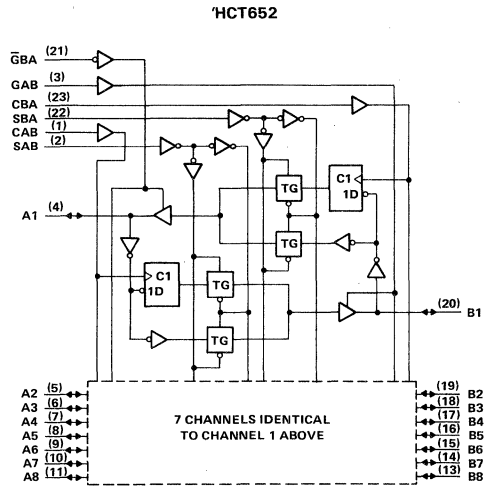 'HCT652
G̅BA (21)
GAB (3)
CBA (23)
SBA (22)
CAB (1)
SAB (2)
C1
1D
TG
A1 (4)
TG
C1
1D
TG
(20) B1
TG
A2 (5)
A3 (6)
A4 (7)
A5 (8)
A6 (9)
A7 (10)
A8 (11)
7 CHANNELS IDENTICAL
TO CHANNEL 1 ABOVE
(19) B2
(18) B3
(17) B4
(16) B5
(15) B6
(14) B7
(13) B8